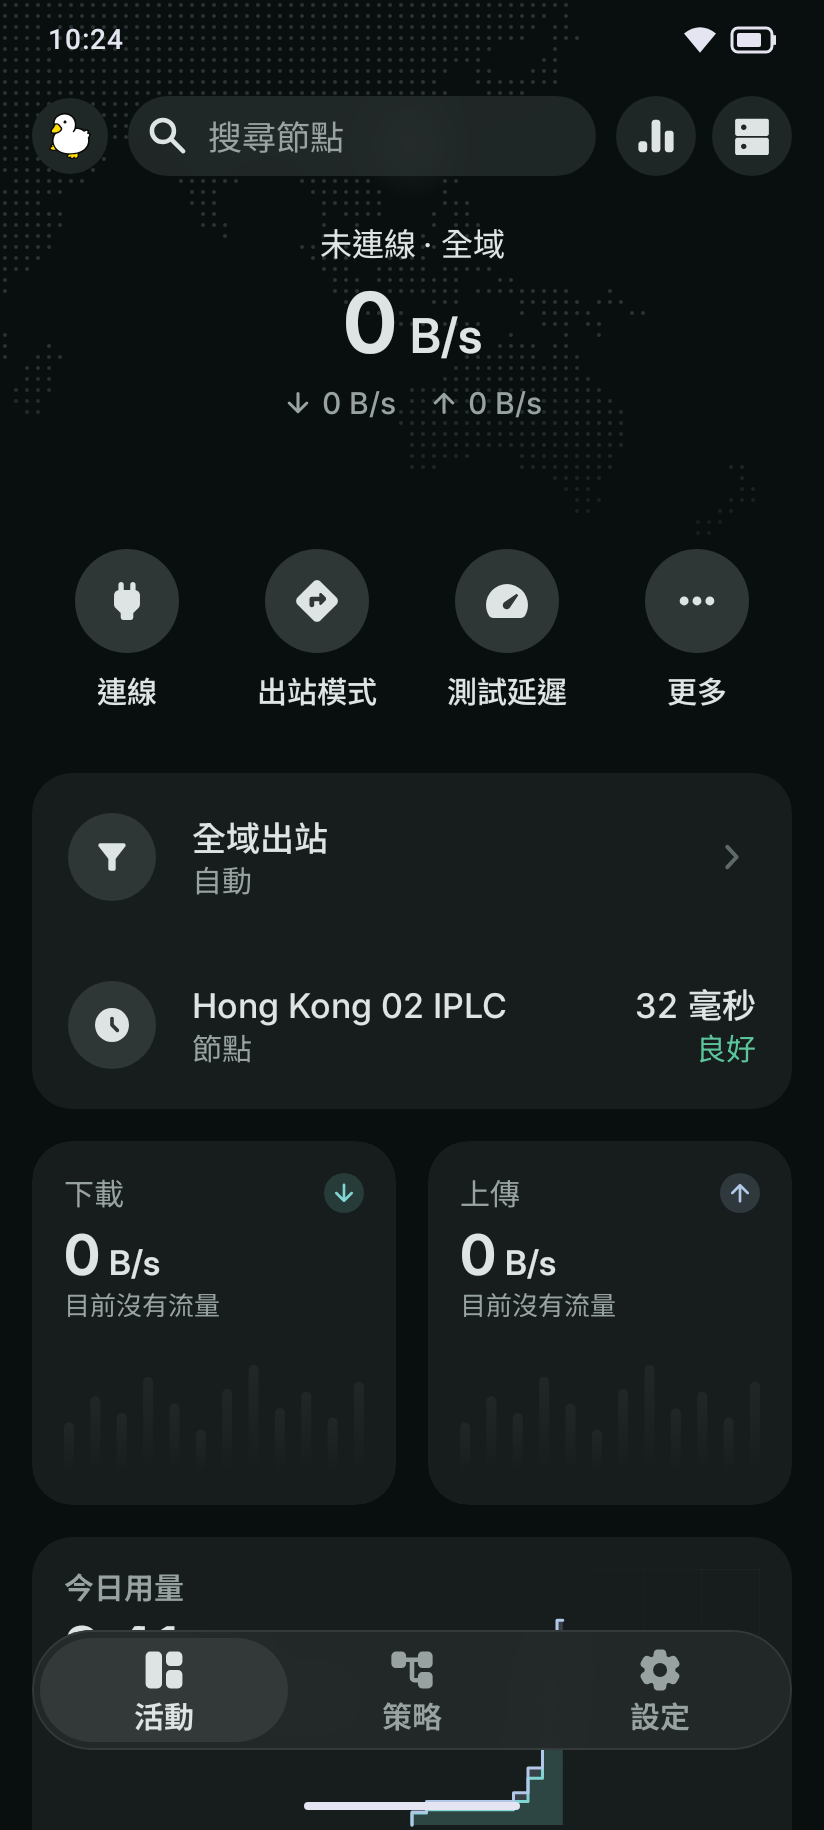 10:24
搜尋節點
未連線 · 全域
0 B/s
↓ 0 B/s ↑ 0 B/s
連線
出站模式
測試延遲
更多
全域出站
自動
Hong Kong 02 IPLC
32 毫秒
節點
良好
下載
0 B/s
目前沒有流量
上傳
0 B/s
目前沒有流量
今日用量
活動
策略
設定